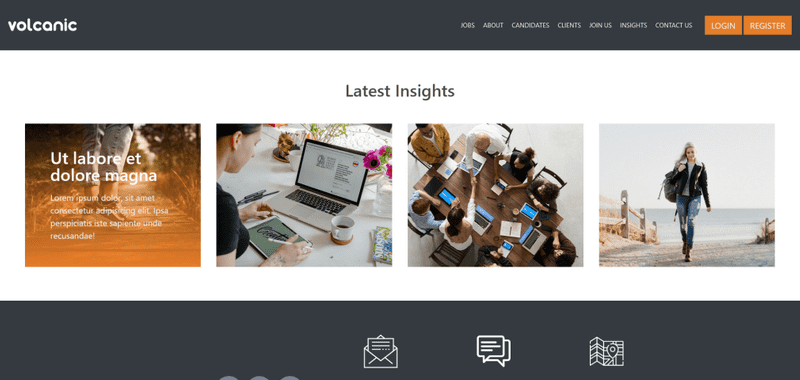 volcanic
JOBS ABOUT CANDIDATES CLIENTS JOIN US INSIGHTS CONTACT US LOGIN REGISTER
Latest Insights
Ut labore et
dolore magna
Lorem ipsum dolor, sit amet
consectetur adipisicing elit. Ipsa
perspiciatis iste sapiente unde
recusandae!